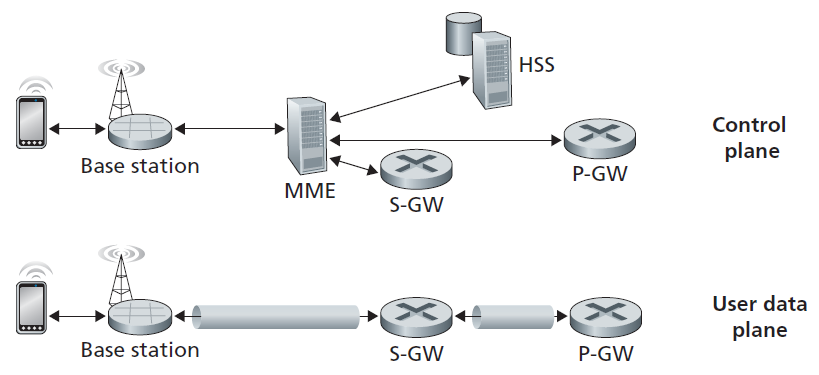 HSS
Control
plane
Base station
P-GW
MME
S-GW
User data
plane
Base station
S-GW
P-GW